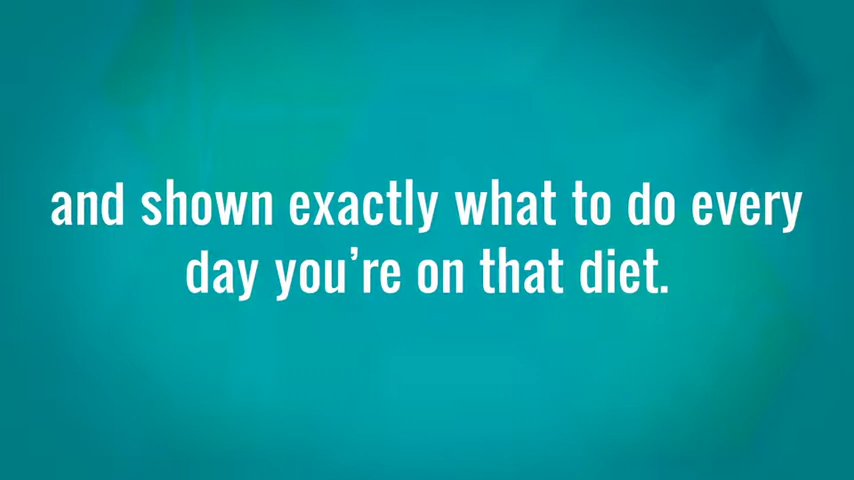 and shown exactly what to do every
day you’re on that diet.